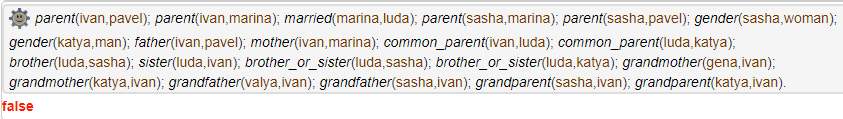 parent(ivan,pavel); parent(ivan,marina); married(marina,luda); parent(sasha,marina); parent(sasha,pavel); gender(sasha,woman);
gender(katya,man); father(ivan,pavel); mother(ivan,marina); common_parent(ivan,luda); common_parent(luda,katya);
brother(luda,sasha); sister(luda,ivan); brother_or_sister(luda,sasha); brother_or_sister(luda,katya); grandmother(gena,ivan);
grandmother(katya,ivan); grandfather(valya,ivan); grandfather(sasha,ivan); grandparent(sasha,ivan); grandparent(katya,ivan).
false